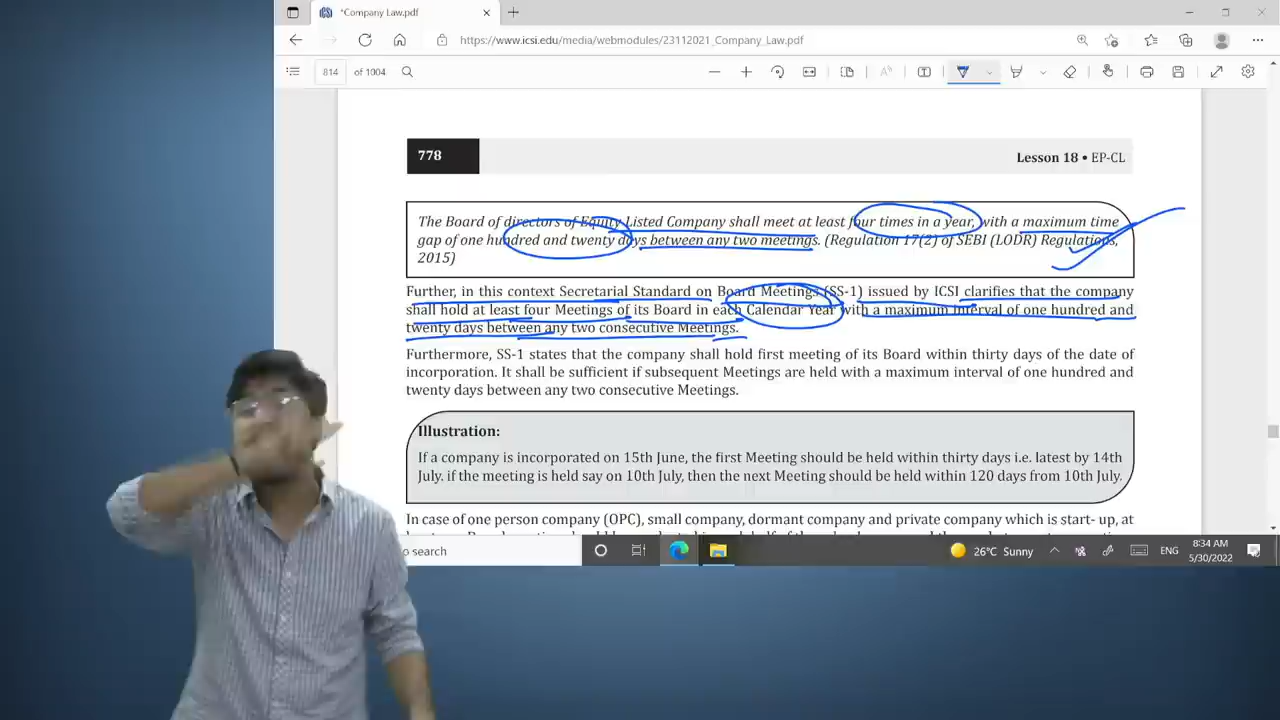 *Company Law.pdf
https://www.icsi.edu/media/webmodules/23112021_Company_Law.pdf
814 of 1004
778
Lesson 18 • EP-CL
The Board of directors of Equity Listed Company shall meet at least four times in a year, with a maximum time
gap of one hundred and twenty days between any two meetings. (Regulation 17(2) of SEBI (LODR) Regulations,
2015)
Further, in this context Secretarial Standard on Board Meetings (SS-1) issued by ICSI clarifies that the company
shall hold at least four Meetings of its Board in each Calendar Year with a maximum interval of one hundred and
twenty days between any two consecutive Meetings.
Furthermore, SS-1 states that the company shall hold first meeting of its Board within thirty days of the date of
incorporation. It shall be sufficient if subsequent Meetings are held with a maximum interval of one hundred and
twenty days between any two consecutive Meetings.
Illustration:
If a company is incorporated on 15th June, the first Meeting should be held within thirty days i.e. latest by 14th
July. if the meeting is held say on 10th July, then the next Meeting should be held within 120 days from 10th July.
In case of one person company (OPC), small company, dormant company and private company which is start- up, at
o search
26°C Sunny
ENG
8:34 AM
5/30/2022